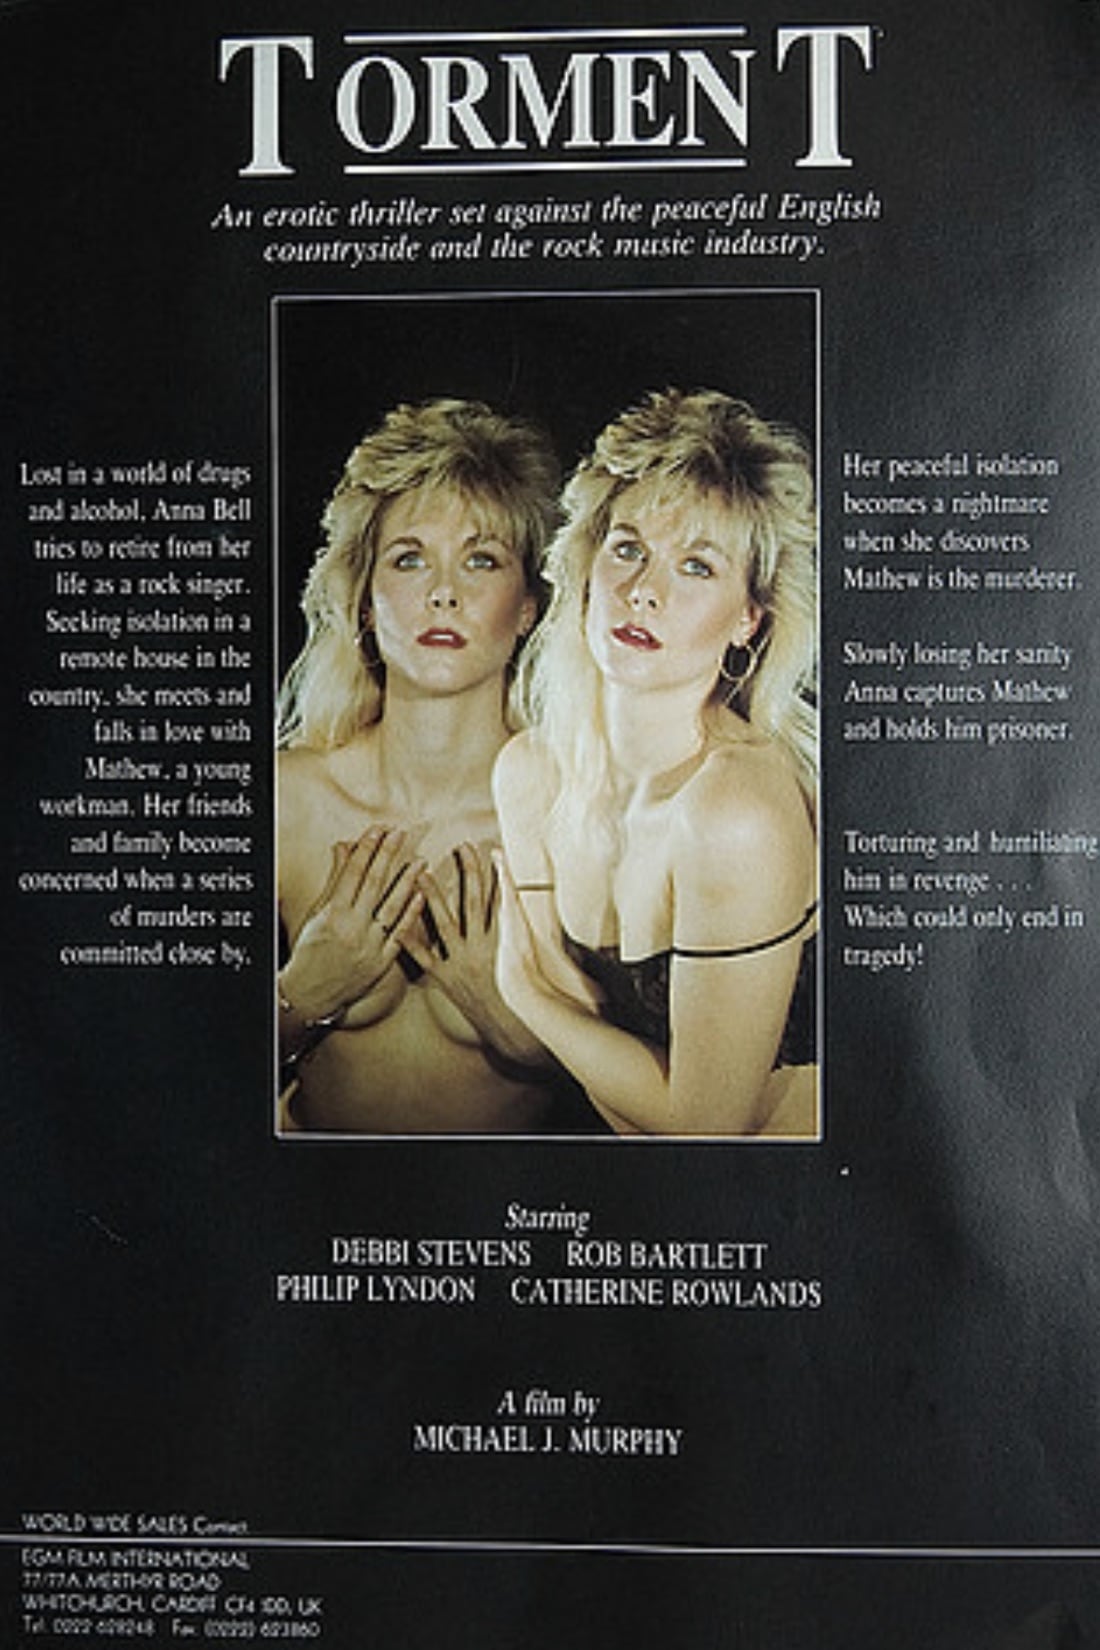 TORMENT
An erotic thriller set against the peaceful English
countryside and the rock music industry.
Lost in a world of drugs
and alcohol, Anna Bell
tries to retire from her
life as a rock singer.
Seeking isolation in a
remote house in the
country, she meets and
falls in love with
Mathew, a young
workman. Her friends
and family become
concerned when a series
of murders are
committed close by.
Her peaceful isolation
becomes a nightmare
when she discovers
Mathew is the murderer.
Slowly losing her sanity
Anna captures Mathew
and holds him prisoner.
Torturing and humiliating
him in revenge . . .
Which could only end in
tragedy!
Starring
DEBBI STEVENS ROB BARTLETT
PHILIP LYNDON CATHERINE ROWLANDS
A film by
MICHAEL J. MURPHY
WORLD WIDE SALES Contact
EGM FILM INTERNATIONAL
77/77A MERTHYR ROAD
WHITCHURCH, CARDIFF CF4 1DD, UK
Tel: 0222 Fax: (0222)